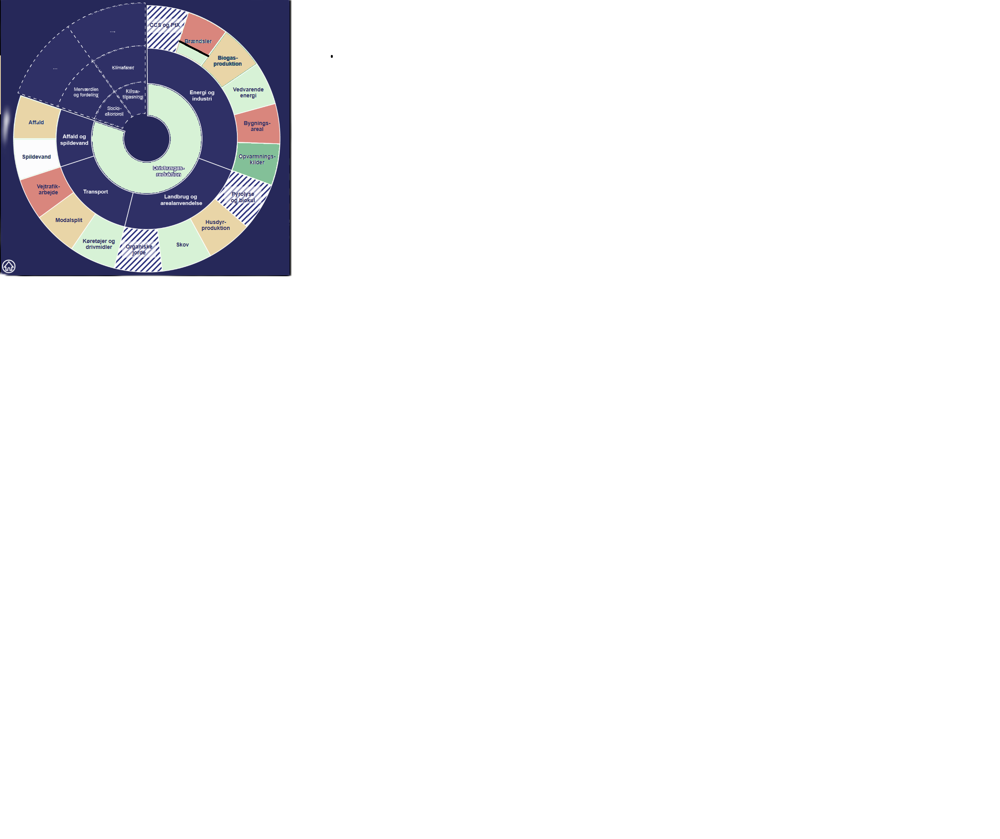 CCS og PtX
Brændsler
Biogas-
produktion
Vedvarende
energi
Bygnings-
areal
Opvarmnings-
kilder
Pyrolyse
og biokul
Husdyr-
produktion
Skov
Organiske
jorde
Køretøjer og
drivmidler
Modalsplit
Vejtrafik-
arbejde
Spildevand
Affald
...
...
Klimafarer
Merværdier
og fordeling
Klima-
tilpasning
Socio-
økonomi
Energi og
industri
Landbrug og
arealanvendelse
Transport
Affald og
spildevand
Drivhusgas-
reduktion